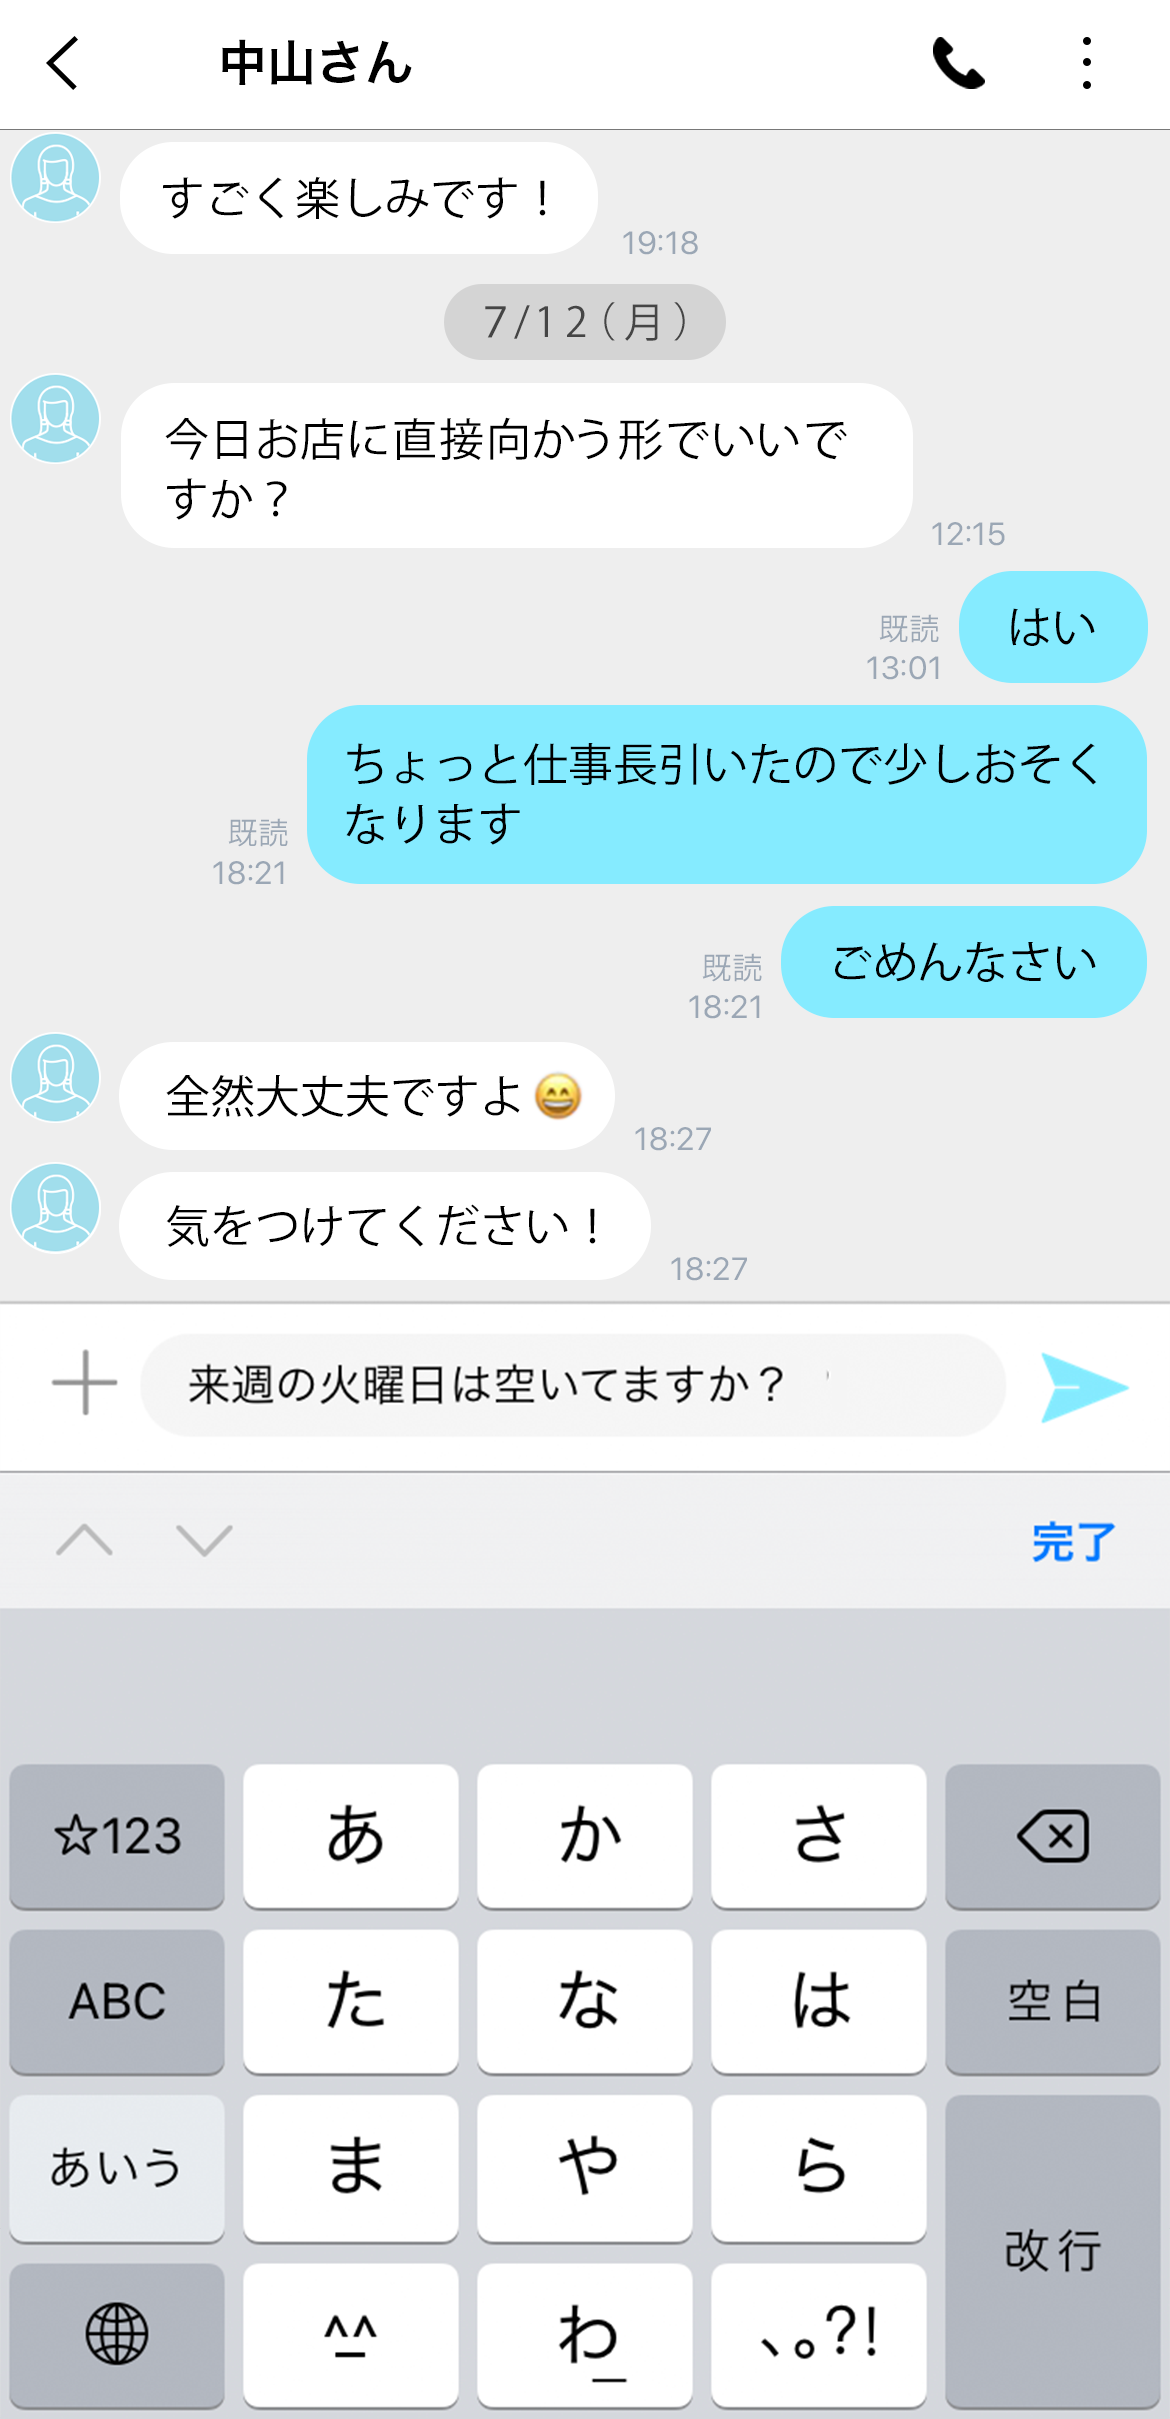 中山さん
すごく楽しみです！
19:18
7/12（月）
今日お店に直接向かう形でいいで
すか？
12:15
はい
既読
13:01
ちょっと仕事長引いたので少しおそく
なります
既読
18:21
ごめんなさい
既読
18:21
全然大丈夫ですよ😄
18:27
気をつけてください！
18:27
来週の火曜日は空いてますか？
完了
☆123
あ
か
さ
ABC
た
な
は
空白
あいう
ま
や
ら
改行
^^
わ
、。?!